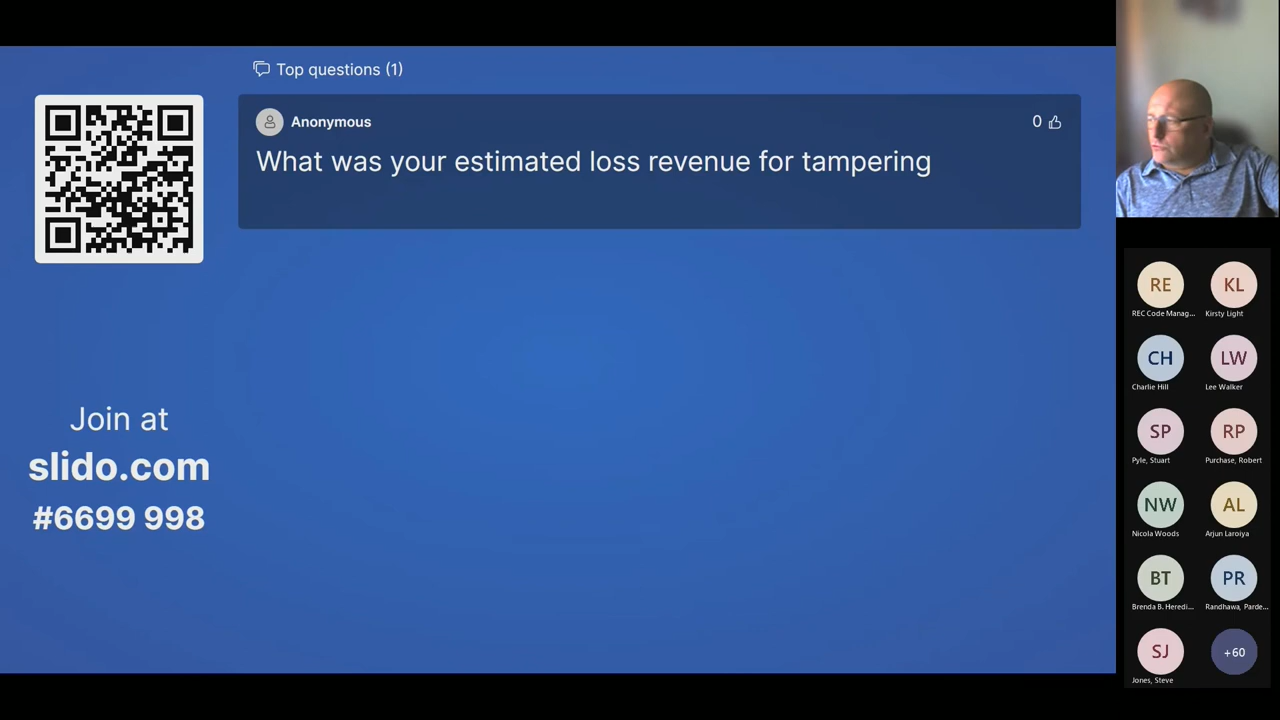 Top questions (1)
Anonymous
0
What was your estimated loss revenue for tampering
Join at
slido.com
#6699 998
RE
KL
REC Code Manag...
Kirsty Light
CH
LW
Charlie Hill
Lee Walker
SP
RP
Pyle, Stuart
Purchase, Robert
NW
AL
Nicola Woods
Arjun Laroiya
BT
PR
Brenda B. Heredi...
Randhawa, Parde...
SJ
+60
Jones, Steve